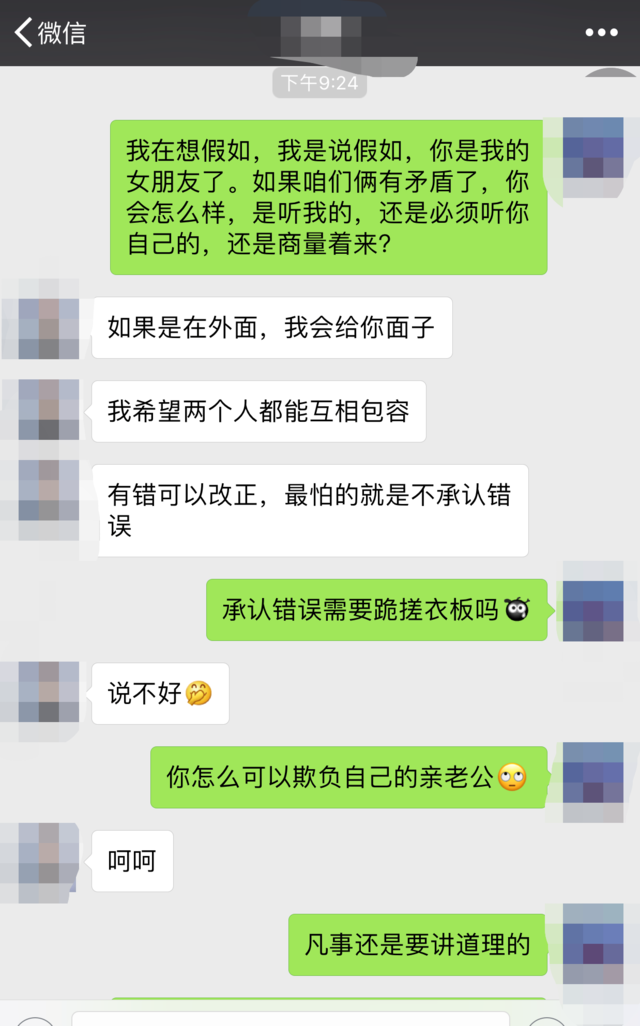 微信
下午9:24
我在想假如，我是说假如，你是我的
女朋友了。如果咱们俩有矛盾了，你
会怎么样，是听我的，还是必须听你
自己的，还是商量着来？
如果是在外面，我会给你面子
我希望两个人都能互相包容
有错可以改正，最怕的就是不承认错
误
承认错误需要跪搓衣板吗
说不好🤭
你怎么可以欺负自己的亲老公🙄
呵呵
凡事还是要讲道理的